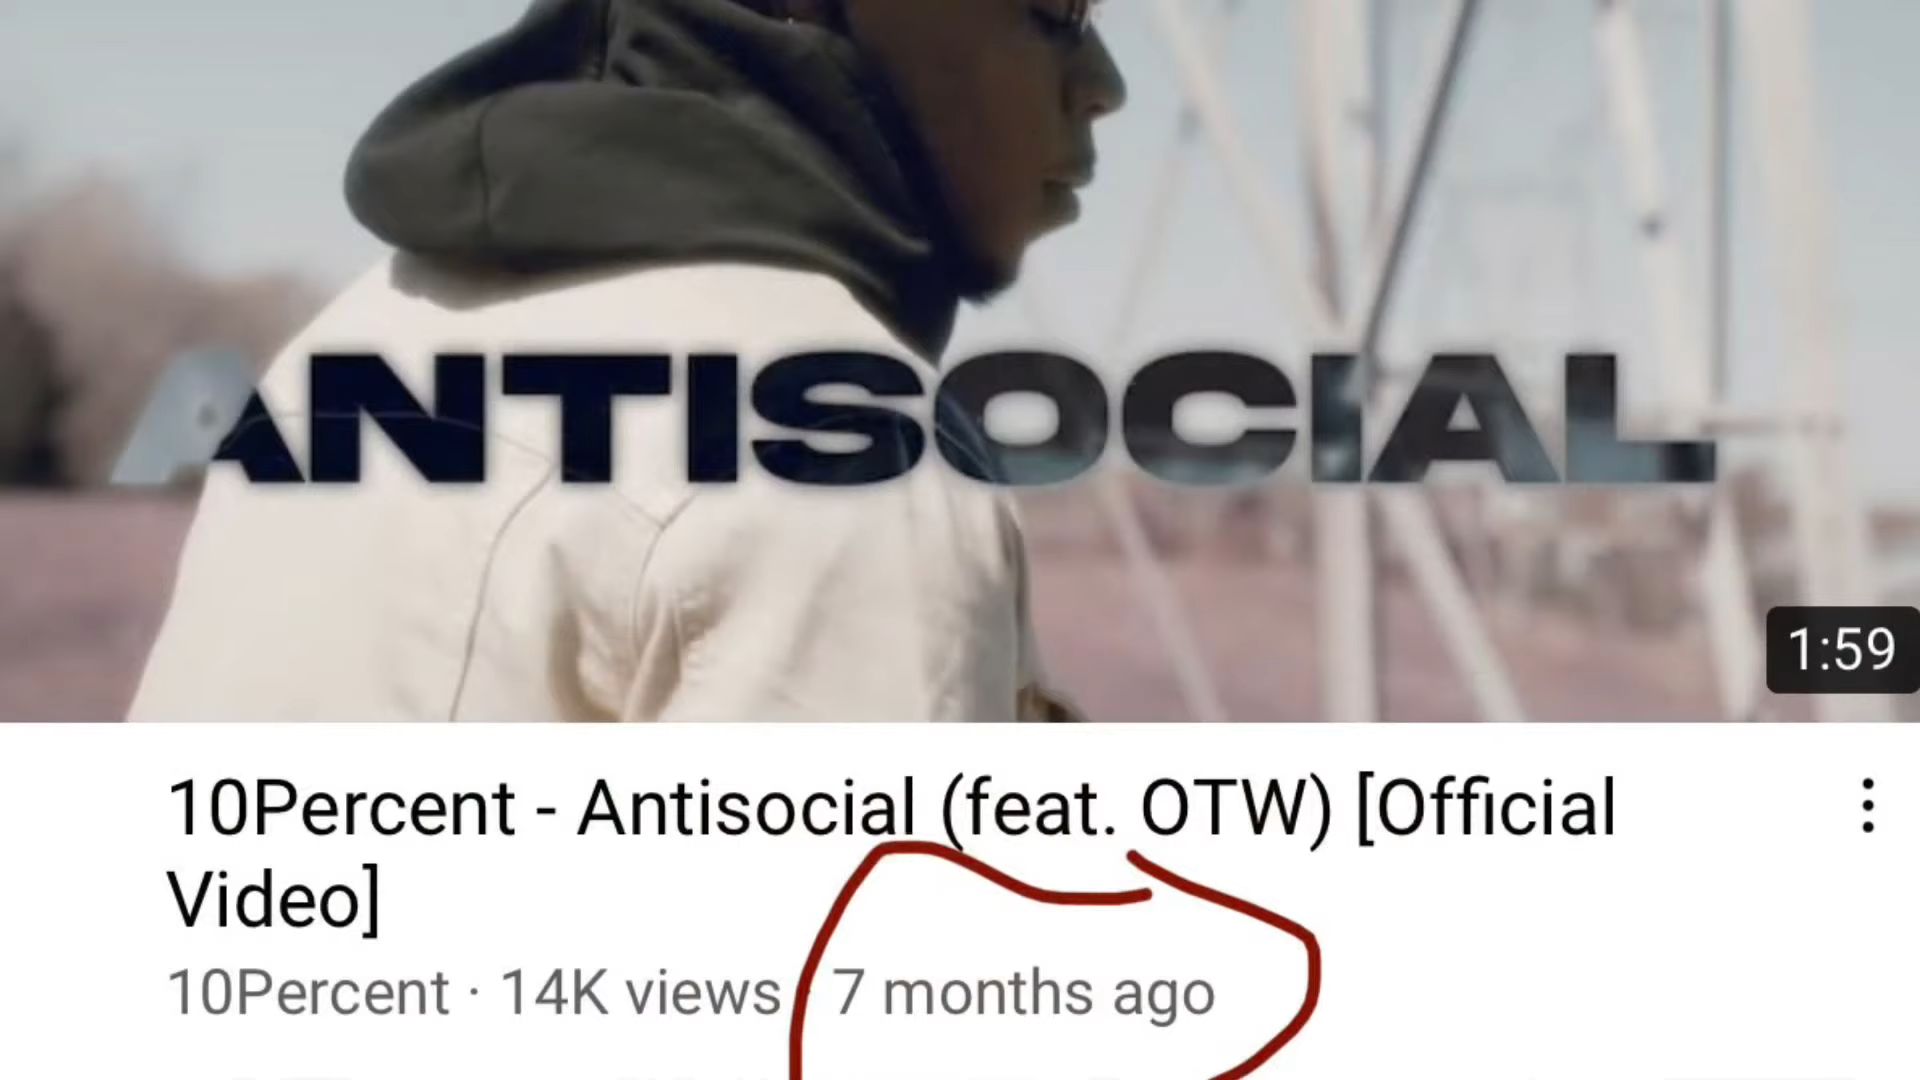 ANTISOCIAL
1:59
10Percent - Antisocial (feat. OTW) [Official
Video]
10Percent · 14K views · 7 months ago